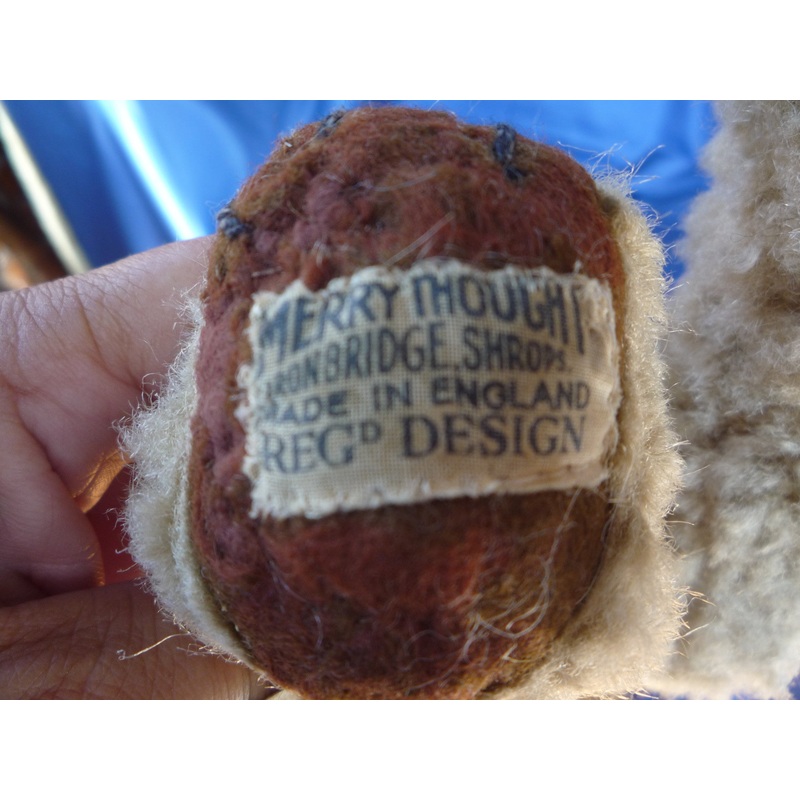 MERRYTHOUGHT
IRONBRIDGE. SHROPS.
MADE IN ENGLAND
REGᴰ DESIGN